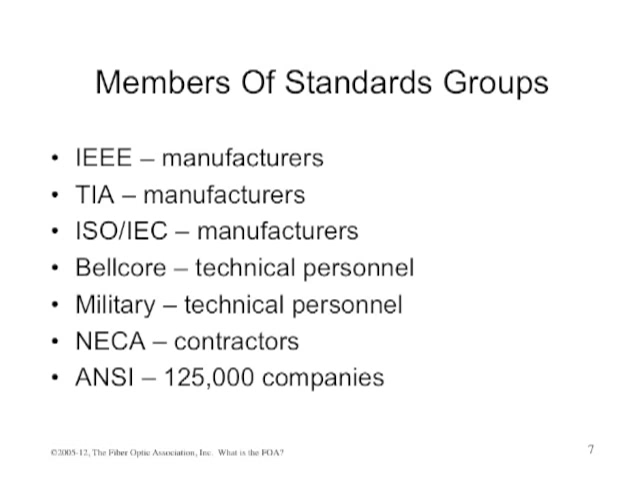 Members Of Standards Groups
• IEEE – manufacturers
• TIA – manufacturers
• ISO/IEC – manufacturers
• Bellcore – technical personnel
• Military – technical personnel
• NECA – contractors
• ANSI – 125,000 companies
©2005-12, The Fiber Optic Association, Inc. What is the FOA?
7